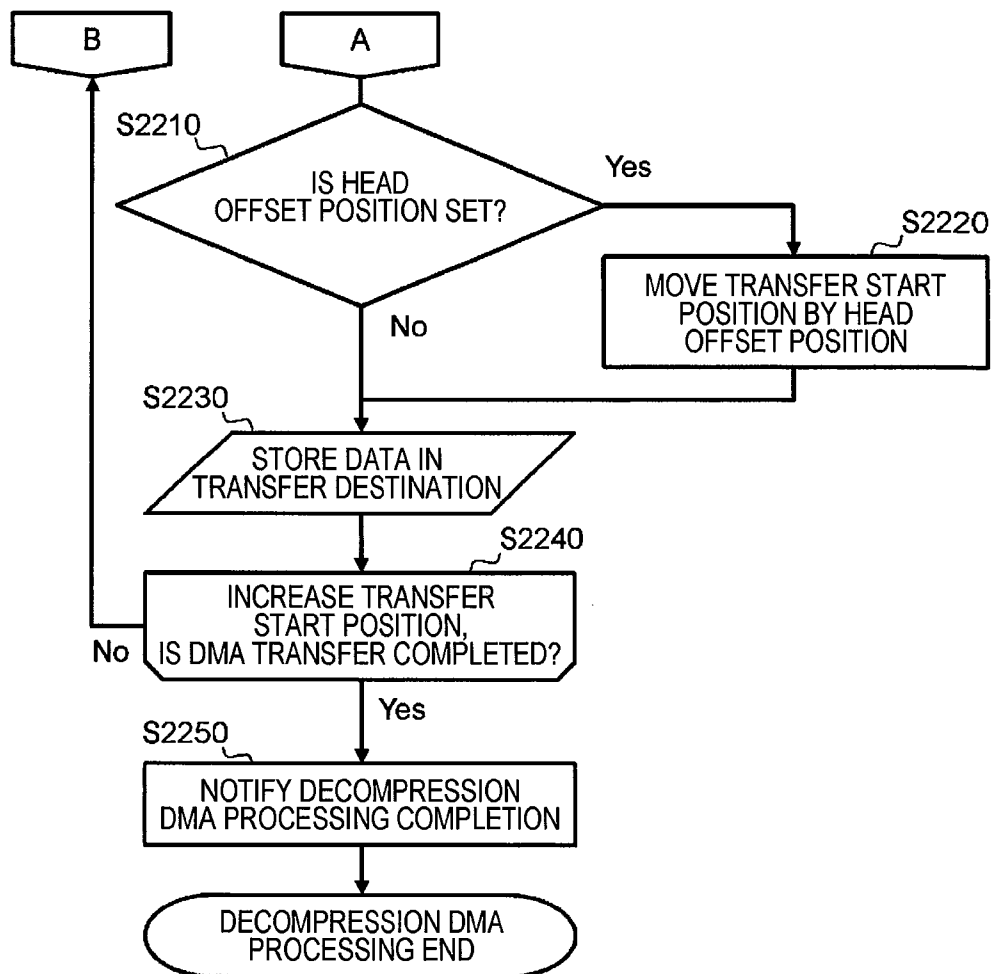 B
A
S2210
IS HEAD
OFFSET POSITION SET?
Yes
S2220
MOVE TRANSFER START
POSITION BY HEAD
OFFSET POSITION
No
S2230
STORE DATA IN
TRANSFER DESTINATION
S2240
INCREASE TRANSFER
START POSITION,
IS DMA TRANSFER COMPLETED?
No
Yes
S2250
NOTIFY DECOMPRESSION
DMA PROCESSING COMPLETION
DECOMPRESSION DMA
PROCESSING END